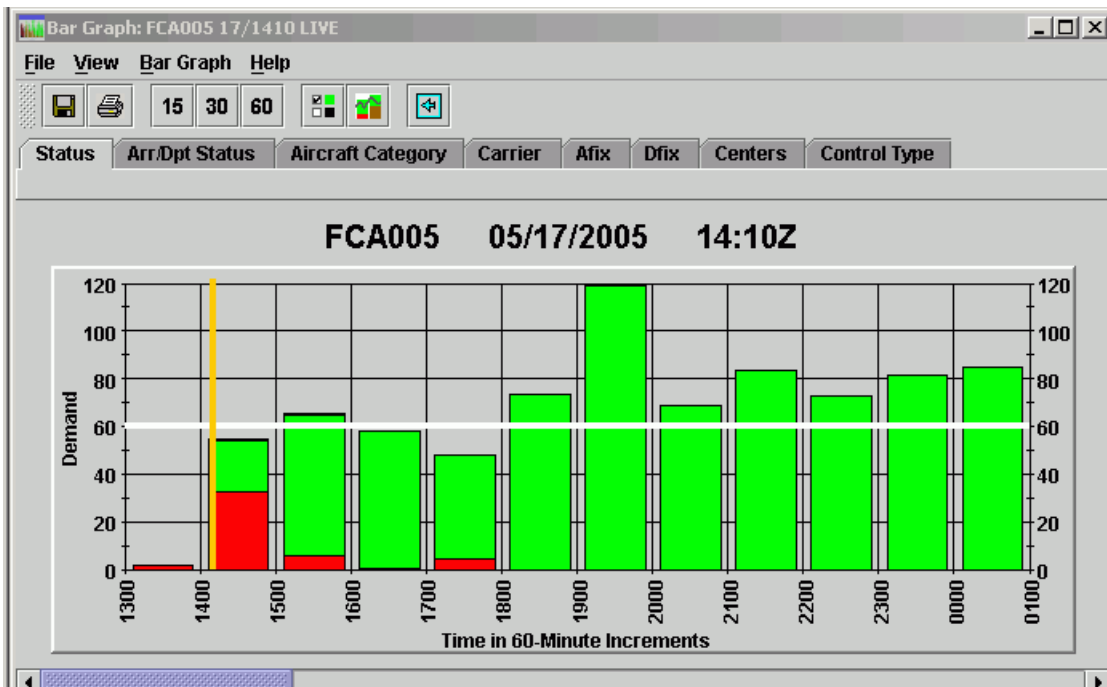 Bar Graph: FCA005 17/1410 LIVE
File View Bar Graph Help
15 30 60
Status Arr/Dpt Status Aircraft Category Carrier Afix Dfix Centers Control Type
FCA005 05/17/2005 14:10Z
120 120
100 100
80 80
60 60
40 40
20 20
0 0
Demand
1300 1400 1500 1600 1700 1800 1900 2000 2100 2200 2300 0000 0100
Time in 60-Minute Increments